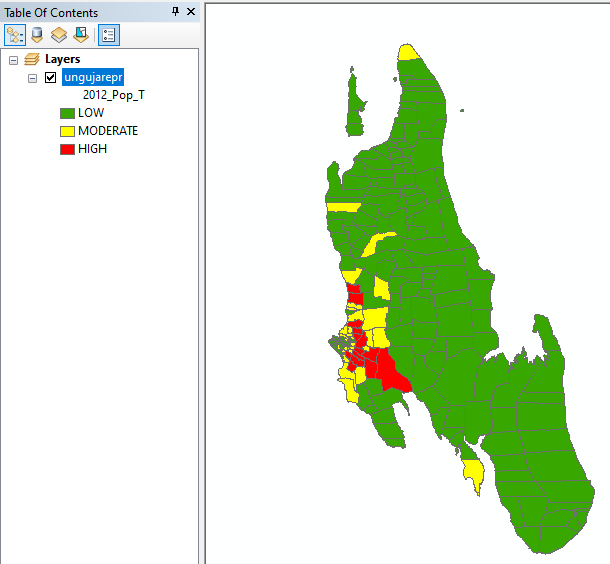 Table Of Contents
Layers
ungujarepr
2012_Pop_T
LOW
MODERATE
HIGH